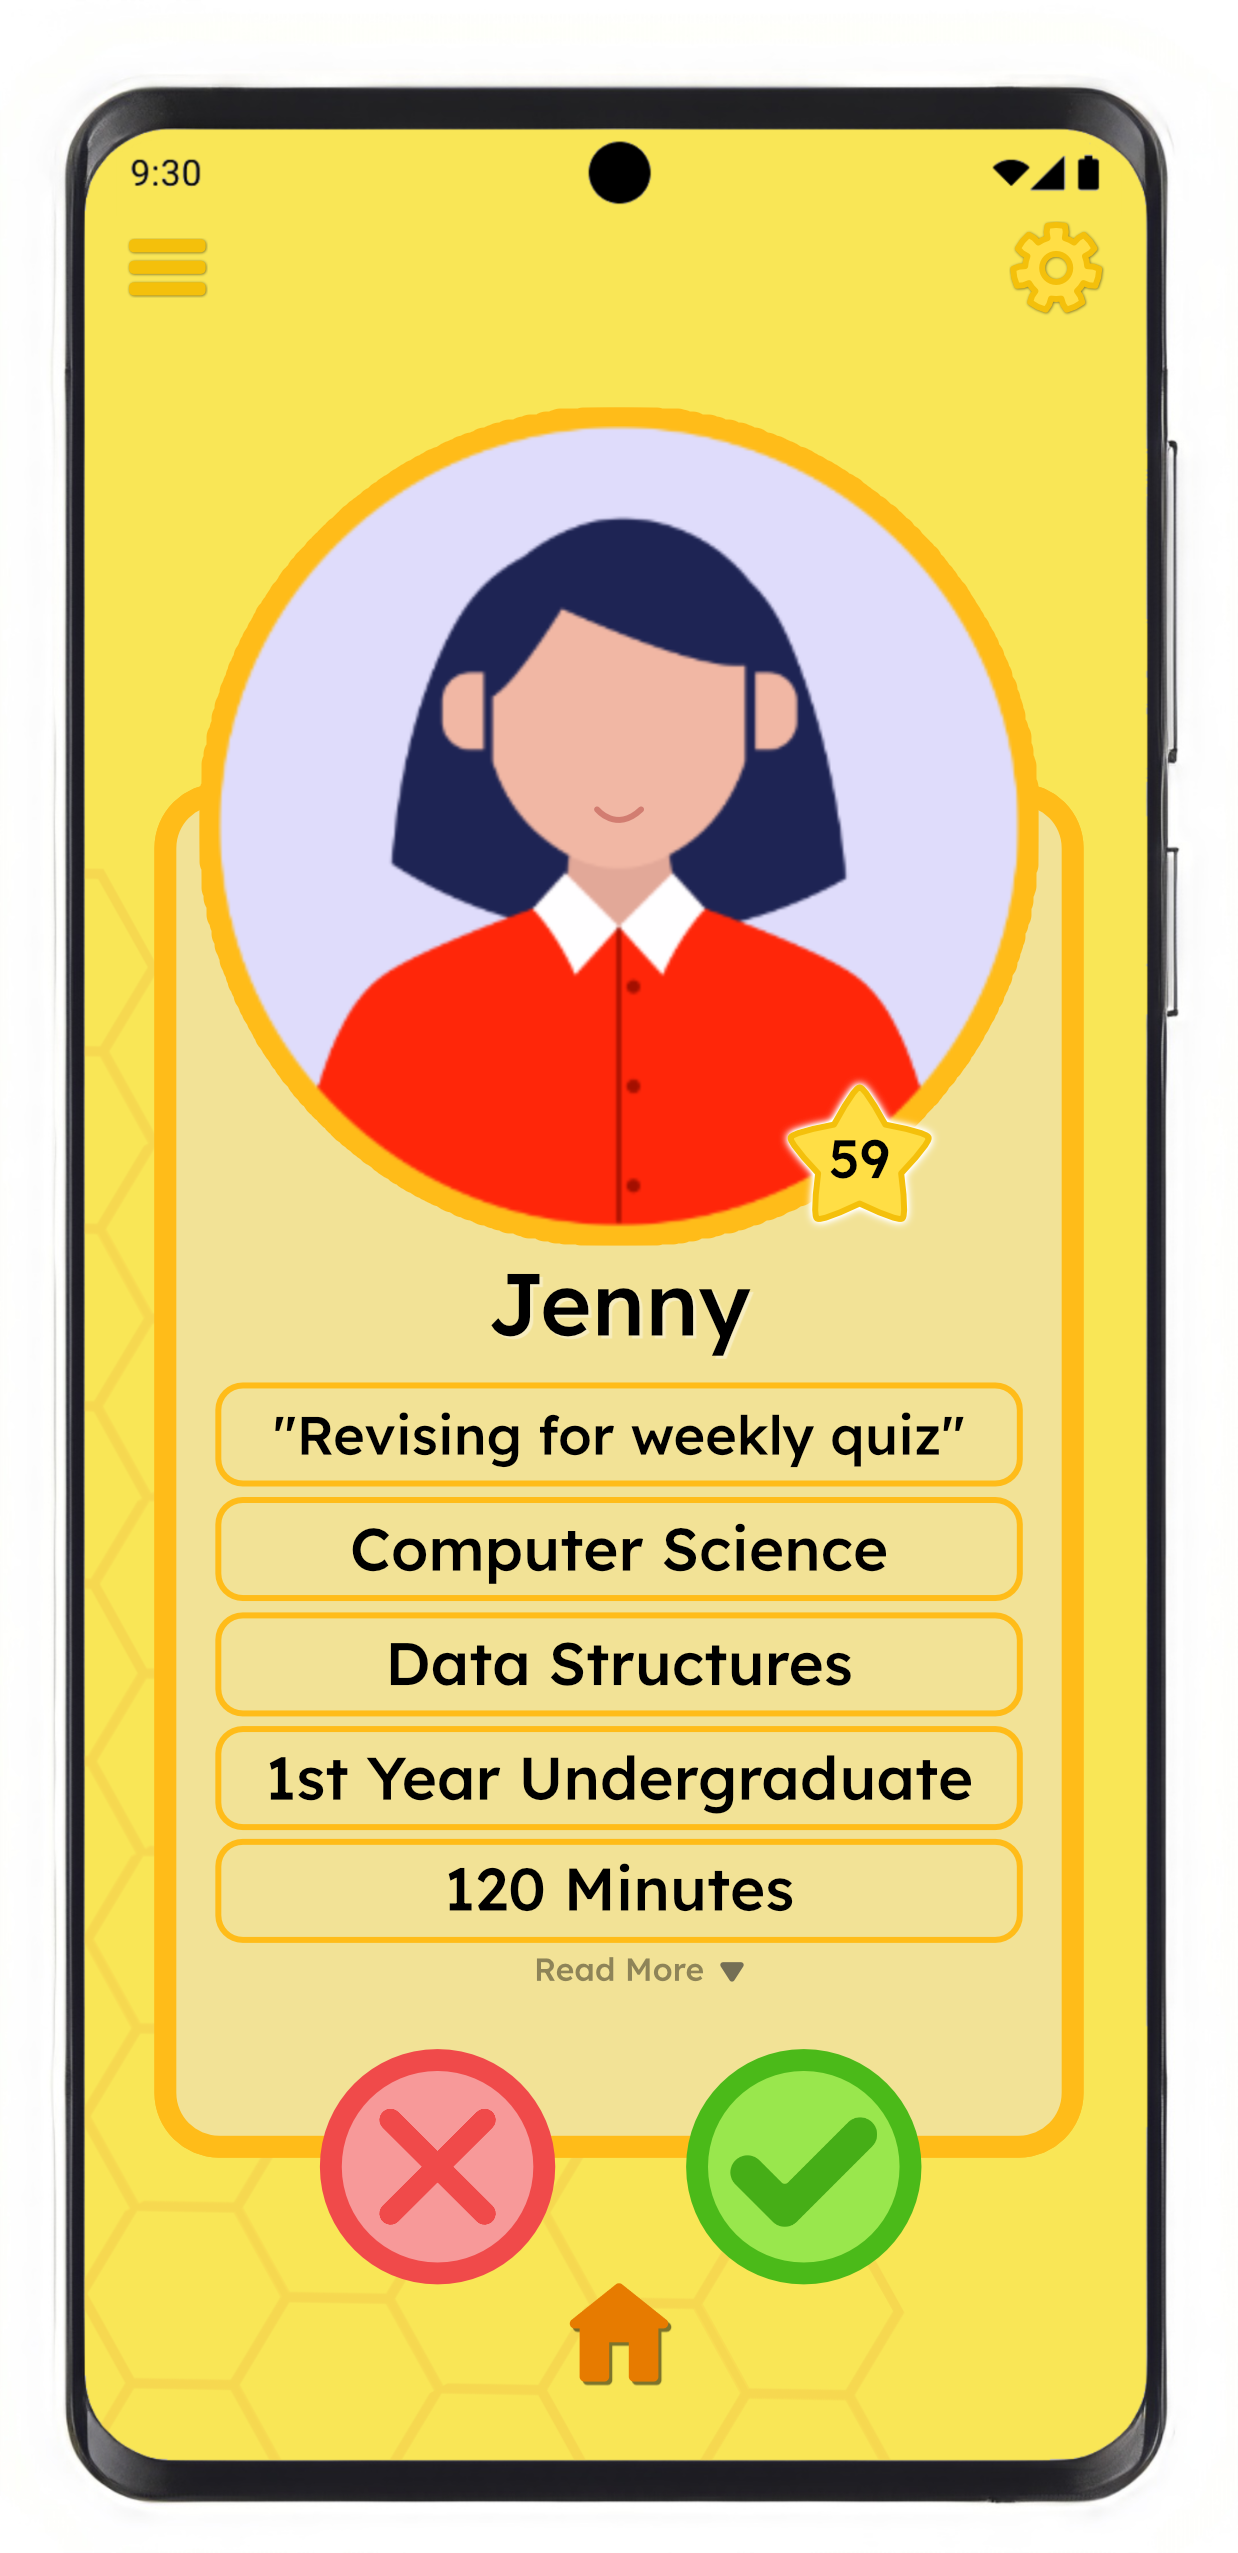 9:30
59
Jenny
"Revising for weekly quiz"
Computer Science
Data Structures
1st Year Undergraduate
120 Minutes
Read More